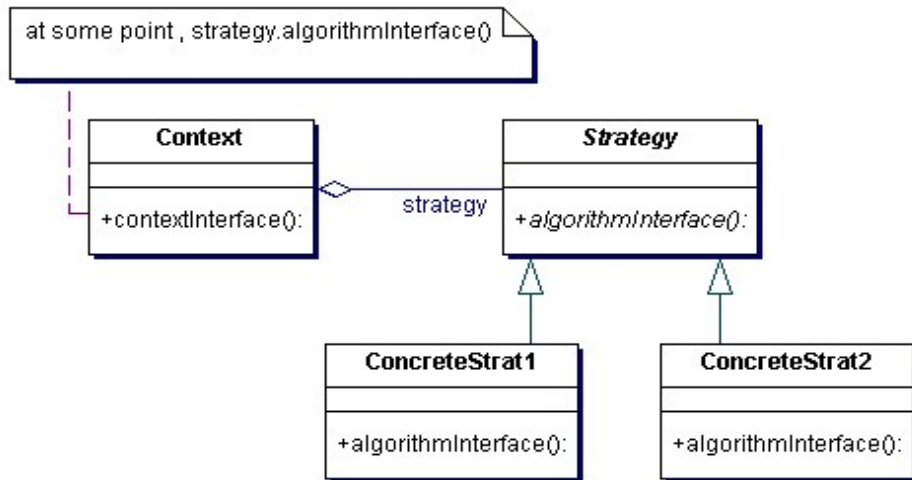 at some point , strategy.algorithmInterface()
Context
Strategy
+contextInterface():
strategy
+algorithmInterface():
ConcreteStrat1
ConcreteStrat2
+algorithmInterface():
+algorithmInterface():